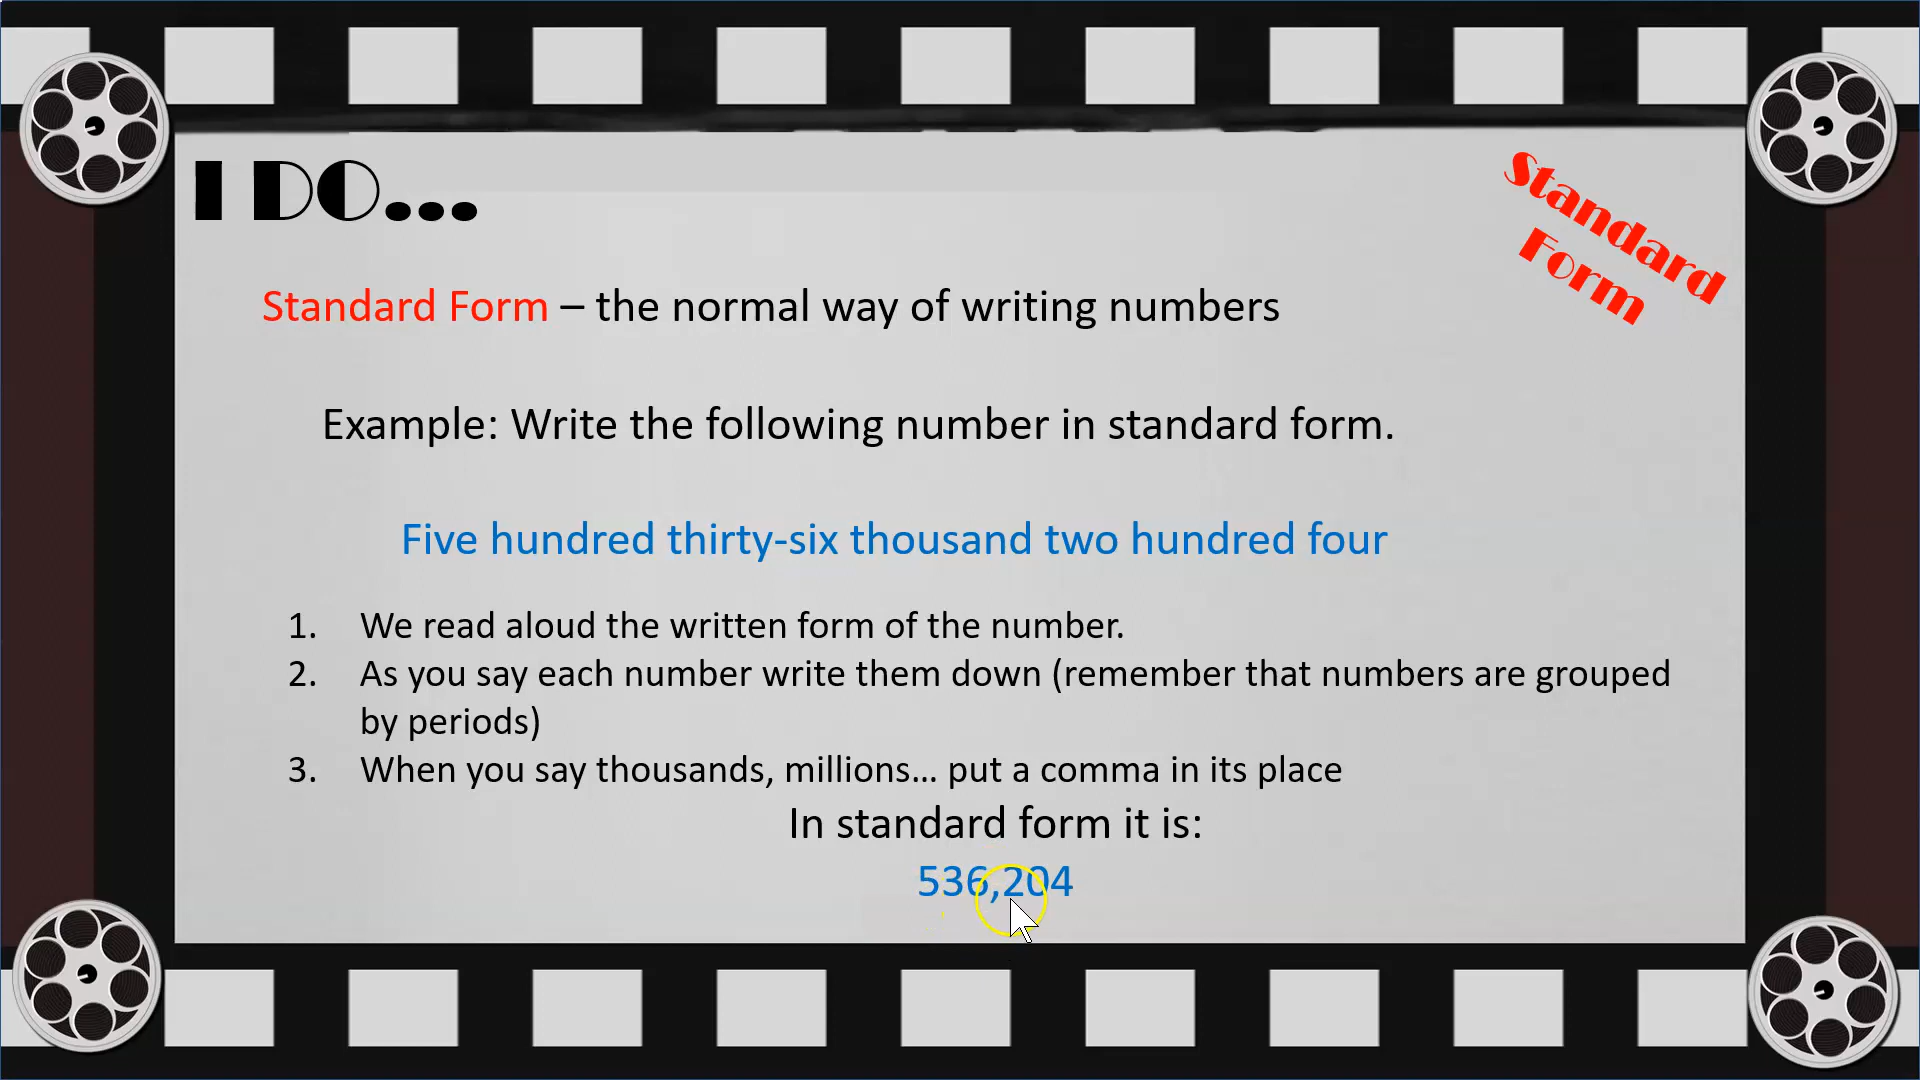 I DO...
Standard
Form
Standard Form – the normal way of writing numbers
Example: Write the following number in standard form.
Five hundred thirty-six thousand two hundred four
1. We read aloud the written form of the number.
2. As you say each number write them down (remember that numbers are grouped
by periods)
3. When you say thousands, millions… put a comma in its place
In standard form it is:
536,204